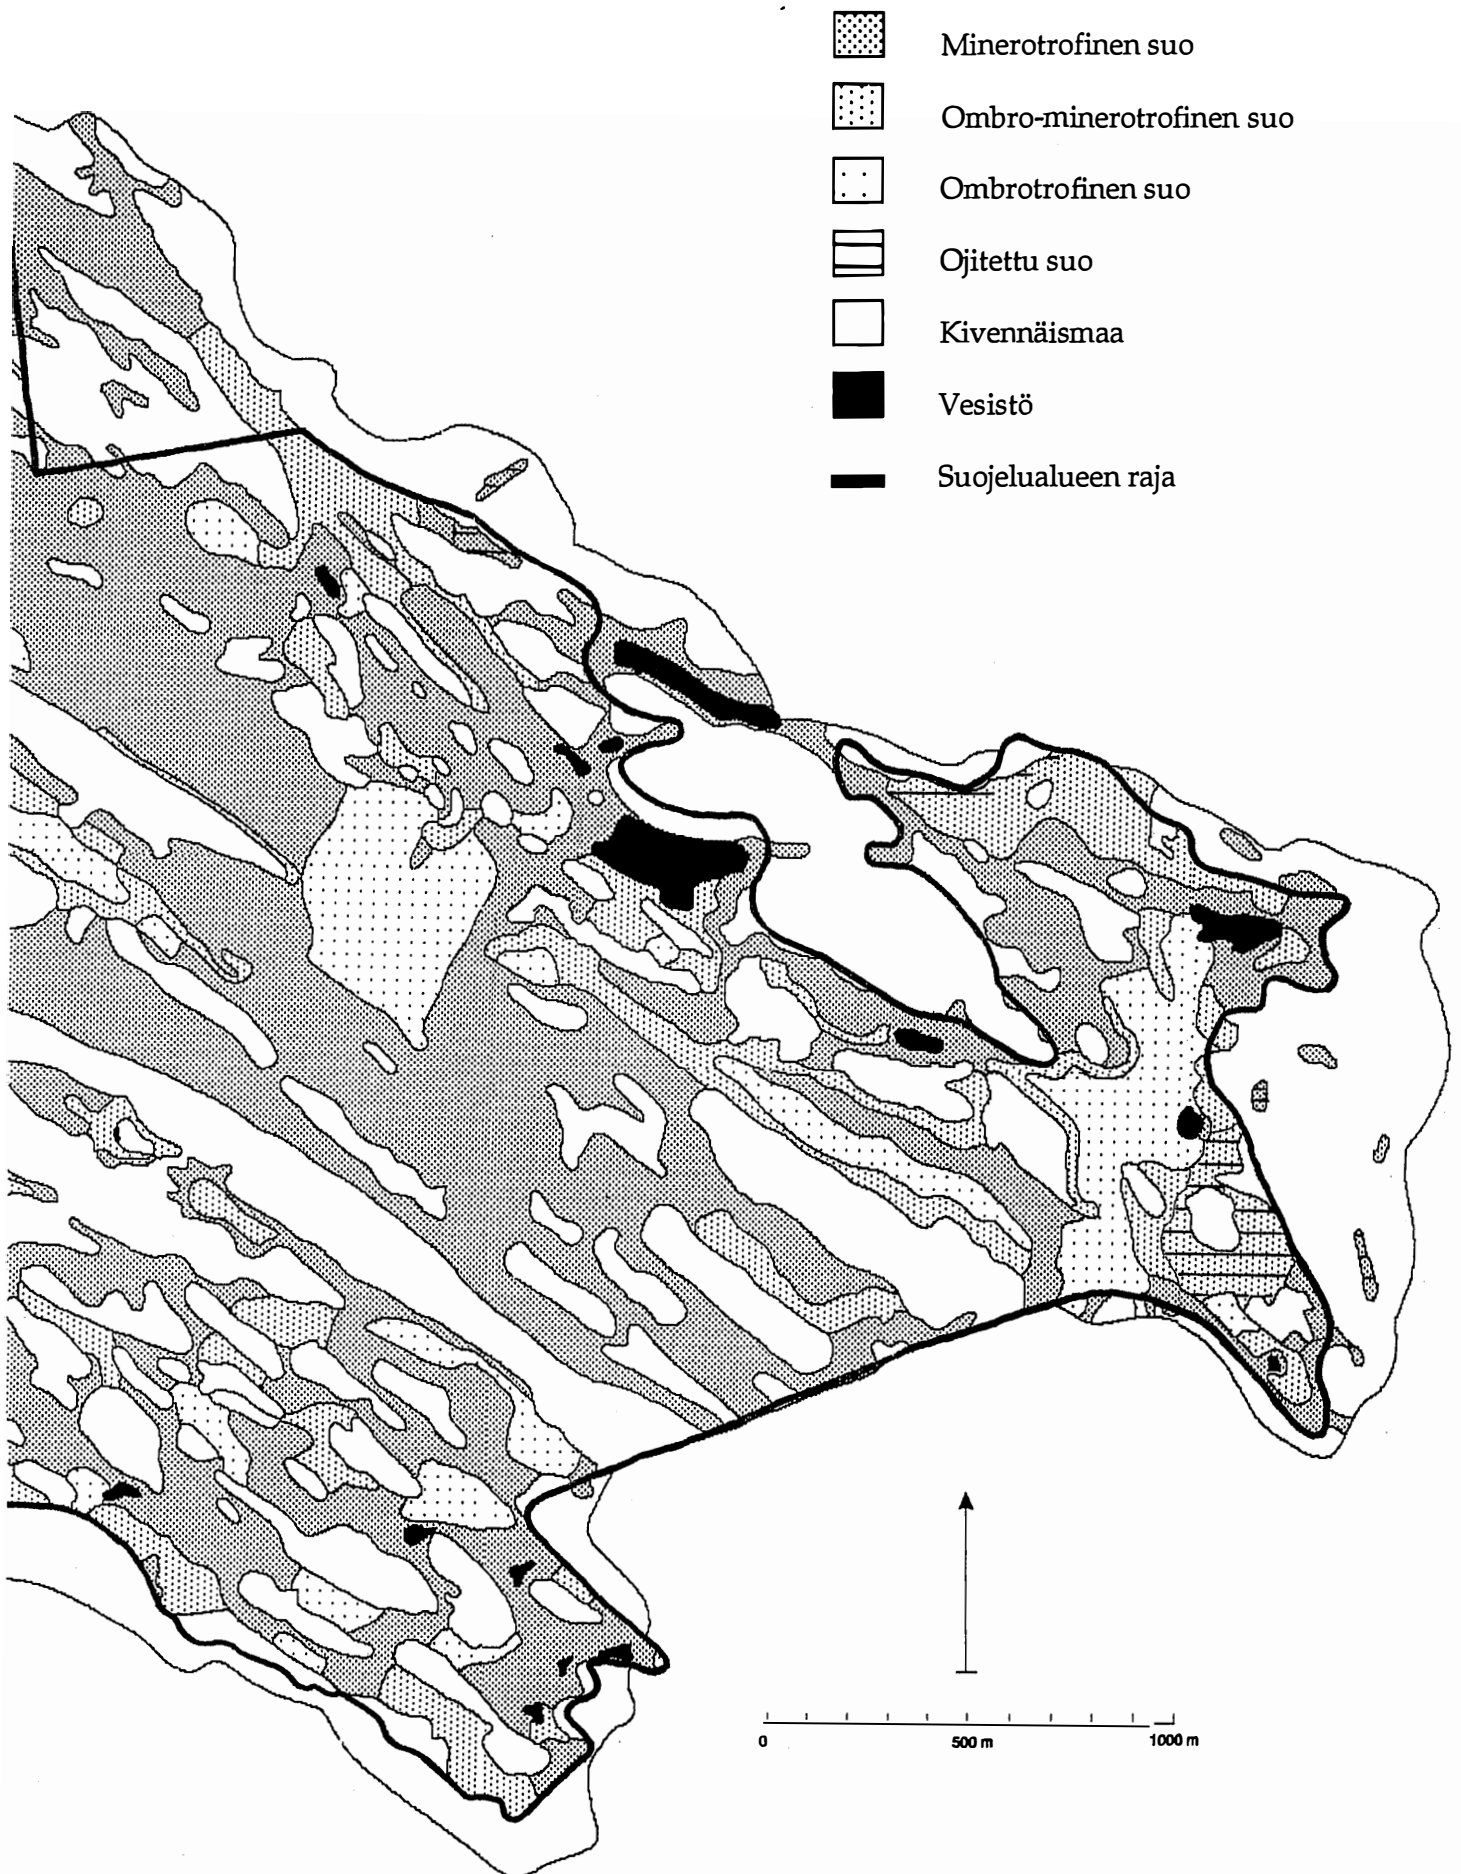 Minerotrofinen suo
Ombro-minerotrofinen suo
Ombrotrofinen suo
Ojitettu suo
Kivennäismaa
Vesistö
Suojelualueen raja
0 500 m 1000 m